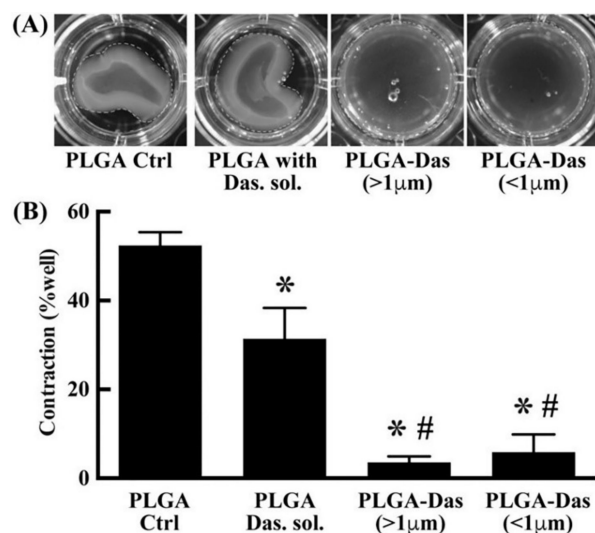 (A)
PLGA Ctrl
PLGA with
Das. sol.
PLGA-Das
(>1μm)
PLGA-Das
(<1μm)
(B)
Contraction (%well)
60
40
20
0
*
* #
* #
PLGA
Ctrl
PLGA
Das. sol.
PLGA-Das
(>1μm)
PLGA-Das
(<1μm)